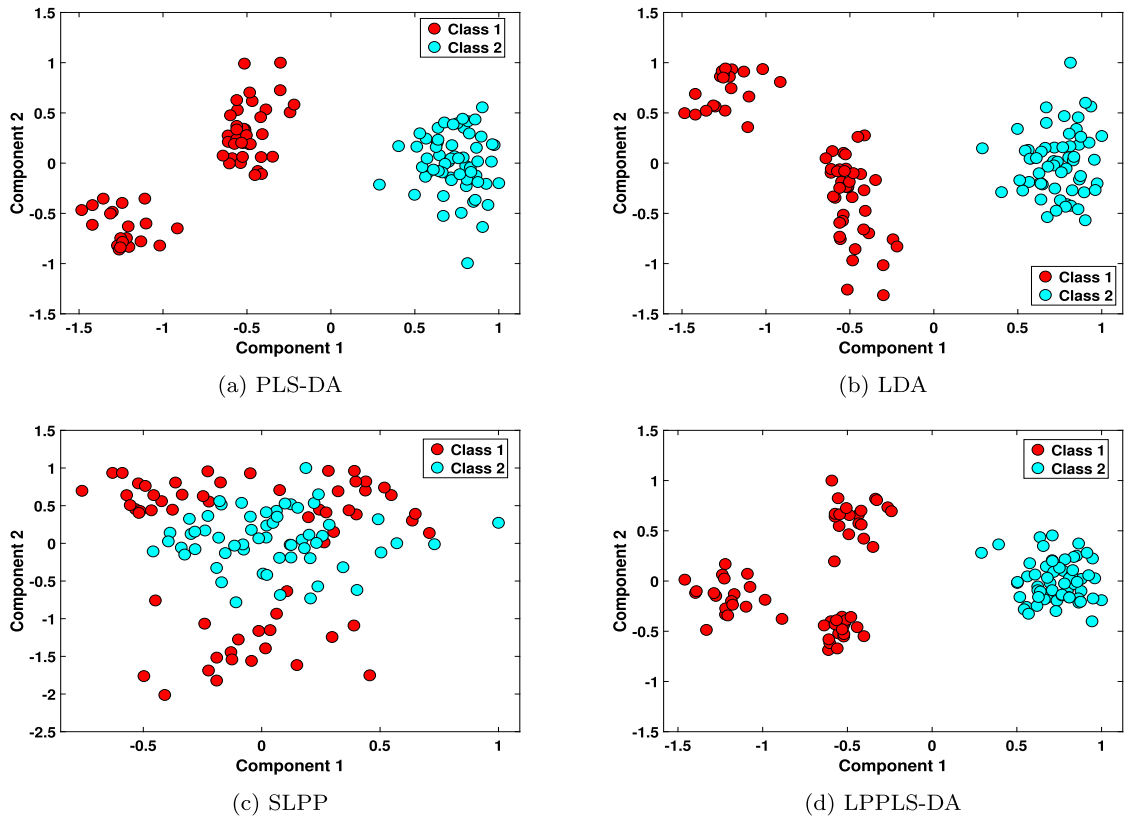 1.5
1
0.5
0
-0.5
-1
-1.5
Component 2
-1.5 -1 -0.5 0 0.5 1
Component 1
Class 1
Class 2
(a) PLS-DA
1.5
1
0.5
0
-0.5
-1
-1.5
Component 2
-1.5 -1 -0.5 0 0.5 1
Component 1
Class 1
Class 2
(b) LDA
1.5
1
0.5
0
-0.5
-1
-1.5
-2
-2.5
Component 2
-0.5 0 0.5 1
Component 1
Class 1
Class 2
(c) SLPP
1.5
1
0.5
0
-0.5
-1
-1.5
Component 2
-1.5 -1 -0.5 0 0.5 1
Component 1
Class 1
Class 2
(d) LPPLS-DA